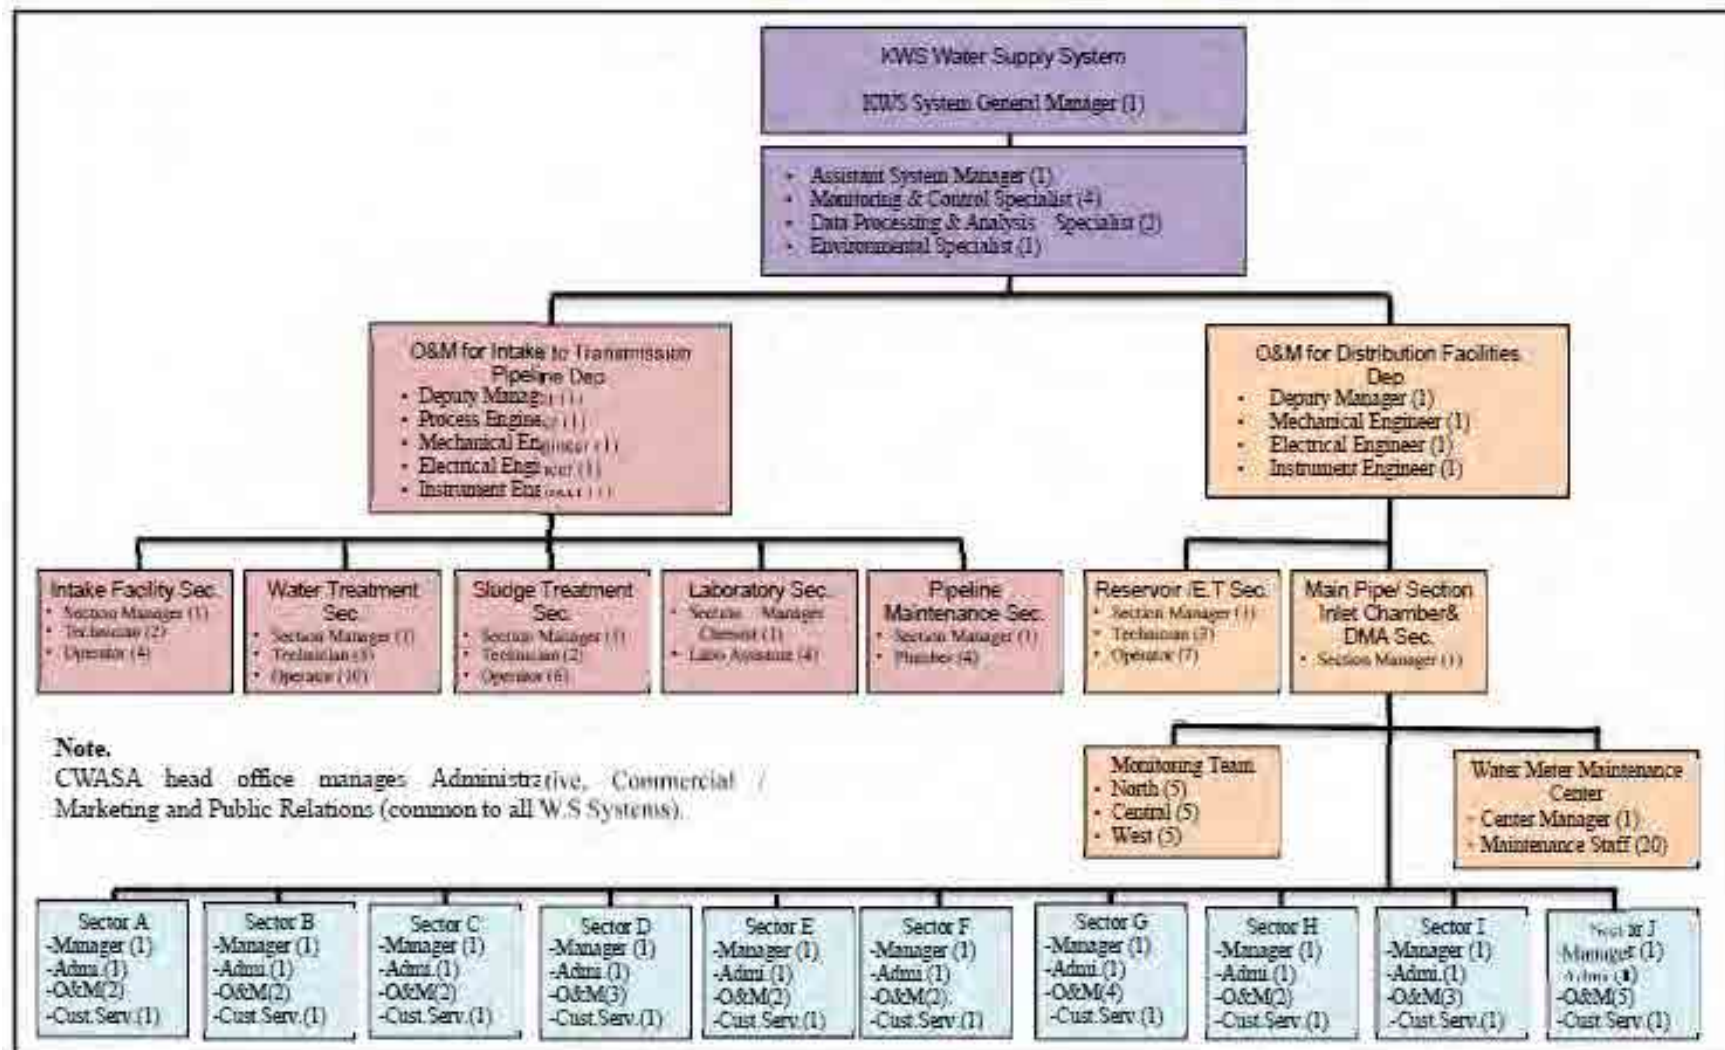 KWS Water Supply System
KWS System General Manager (1)
• Assistant System Manager (1)
• Monitoring & Control Specialist (4)
• Data Processing & Analysis Specialist (2)
• Environmental Specialist (1)
O&M for Intake to Transmission
Pipeline Dep
• Deputy Manager (1)
• Process Engineer (1)
• Mechanical Engineer (1)
• Electrical Engineer (1)
• Instrument
O&M for Distribution Facilities
Dep
• Deputy Manager (1)
• Mechanical Engineer (1)
• Electrical Engineer (1)
• Instrument Engineer (1)
Intake Facility Sec.
• Section Manager (1)
• Technician (2)
• Operator (4)
Water Treatment
Sec.
• Section Manager (1)
• Technician
• Operator (10)
Sludge Treatment
Sec.
• Section Manager (1)
• Technician (2)
• Operator (6)
Laboratory Sec.
• Section Manager
Chemist (1)
• Labo Assistant (4)
Pipeline
Maintenance Sec.
• Section Manager (1)
• Plumber (4)
Reservoir /E.T Sec.
• Section Manager (1)
• Technician (3)
• Operator (7)
Main Pipe/ Section
Inlet Chamber&
DMA Sec.
• Section Manager (1)
Note.
CWASA head office manages Administrative, Commercial /
Marketing and Public Relations (common to all W.S Systems).
Monitoring Team
• North (5)
• Central (5)
• West (5)
Water Meter Maintenance
Center
- Center Manager (1)
- Maintenance Staff (20)
Sector A
-Manager (1)
-Admi.(1)
-O&M(2)
-Cust.Serv.(1)
Sector B
-Manager (1)
-Admi.(1)
-O&M(2)
-Cust.Serv.(1)
Sector C
-Manager (1)
-Admi.(1)
-O&M(2)
-Cust.Serv.(1)
Sector D
-Manager (1)
-Admi.(1)
-O&M(3)
-Cust.Serv.(1)
Sector E
-Manager (1)
-Admi.(1)
-O&M(2)
-Cust.Serv.(1)
Sector F
-Manager (1)
-Admi.(1)
-O&M(2)
-Cust.Serv.(1)
Sector G
-Manager (1)
-Admi.(1)
-O&M(4)
-Cust.Serv.(1)
Sector H
-Manager (1)
-Admi.(1)
-O&M(2)
-Cust.Serv.(1)
Sector I
-Manager (1)
-Admi.(1)
-O&M(3)
-Cust.Serv.(1)
Sector J
-Manager (1)
-Admi.(1)
-O&M(5)
-Cust.Serv.(1)